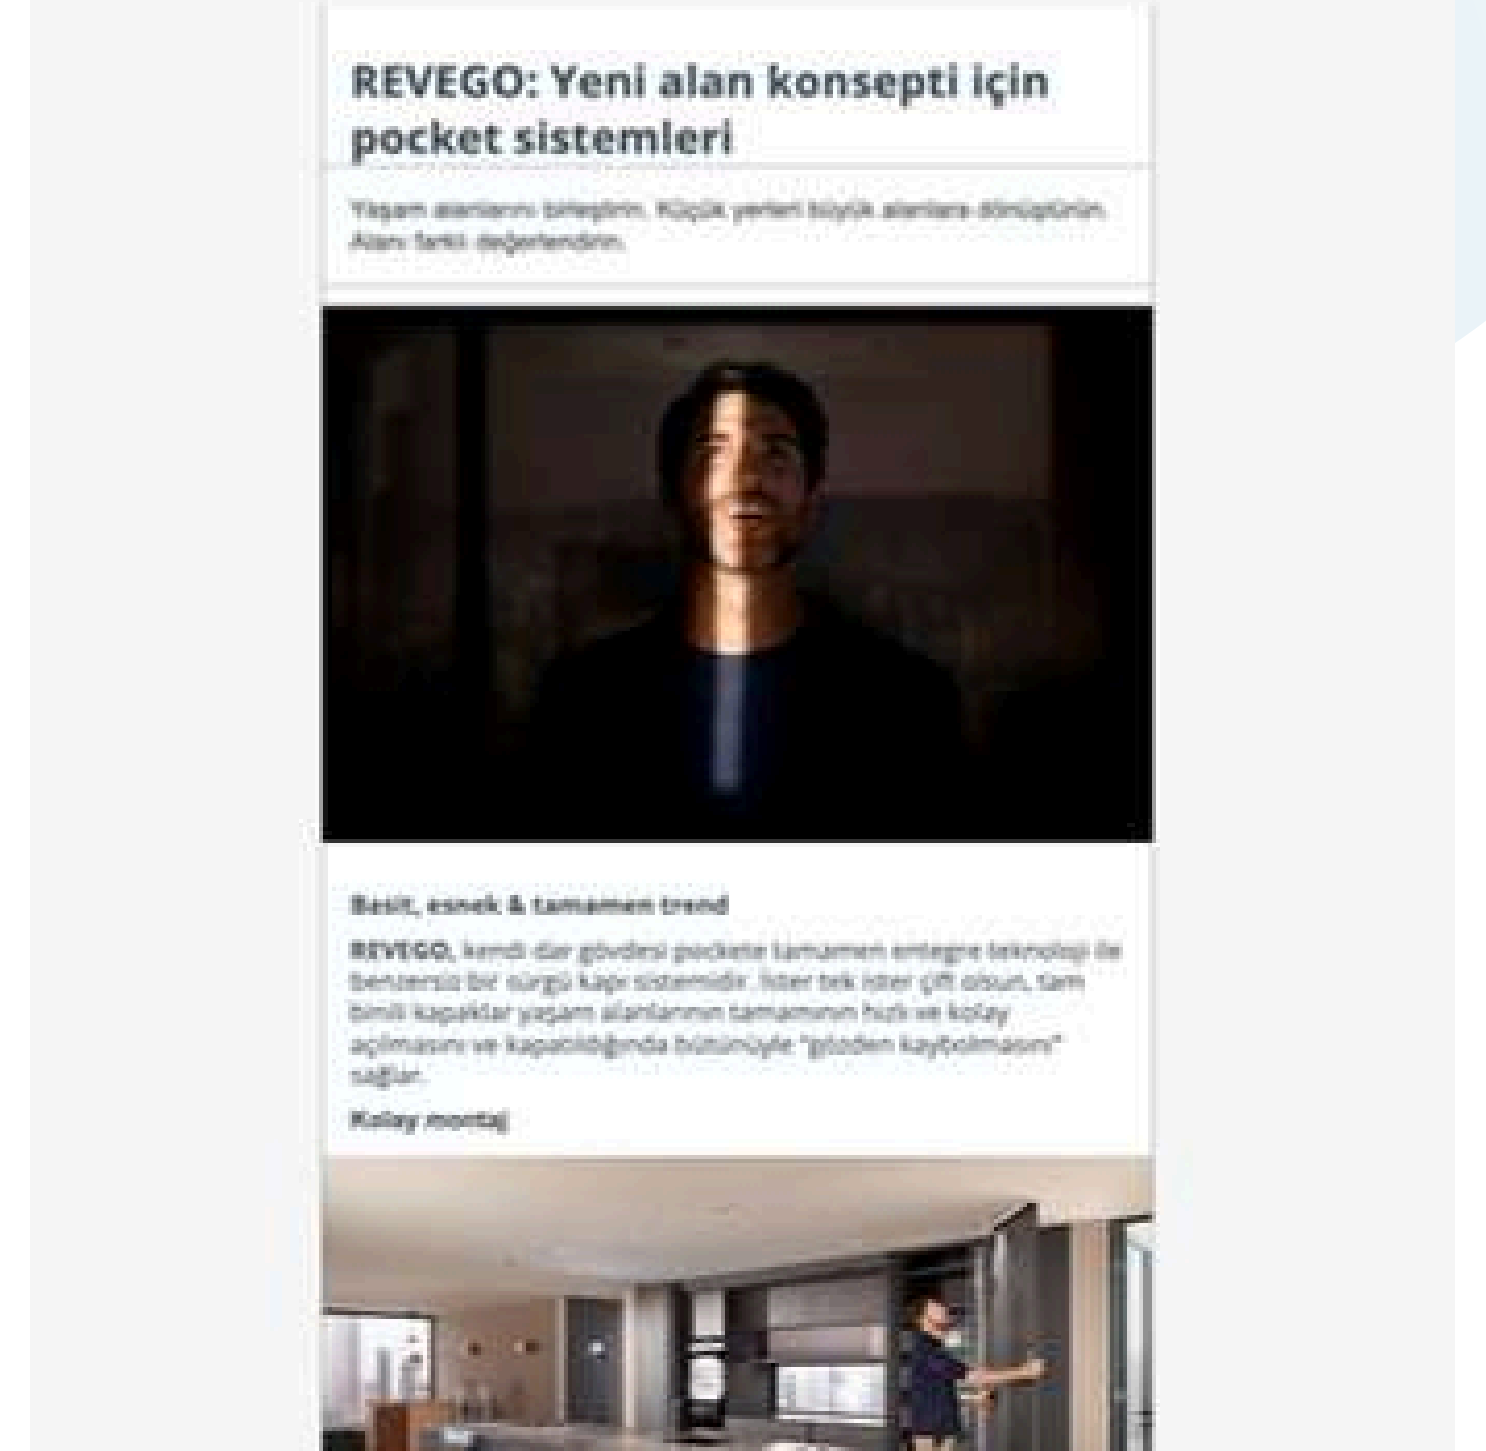 REVEGO: Yeni alan konsepti için
pocket sistemleri
Yaşam alanlarını birleştirin. Küçük yerleri büyük alanlara dönüştürün.
Alanı farklı değerlendirin.
Basit, esnek & tamamen trend
REVEGO, kendi dar gövdesi pockete tamamen entegre teknoloji ile
benzersiz bir sürgü kapı sistemidir. İster tek ister çift olsun, tam
binili kapaklar yaşam alanlarının tamamının hızlı ve kolay
açılmasını ve kapatıldığında bütünüyle "gözden kaybolmasını"
sağlar.
Kolay montaj